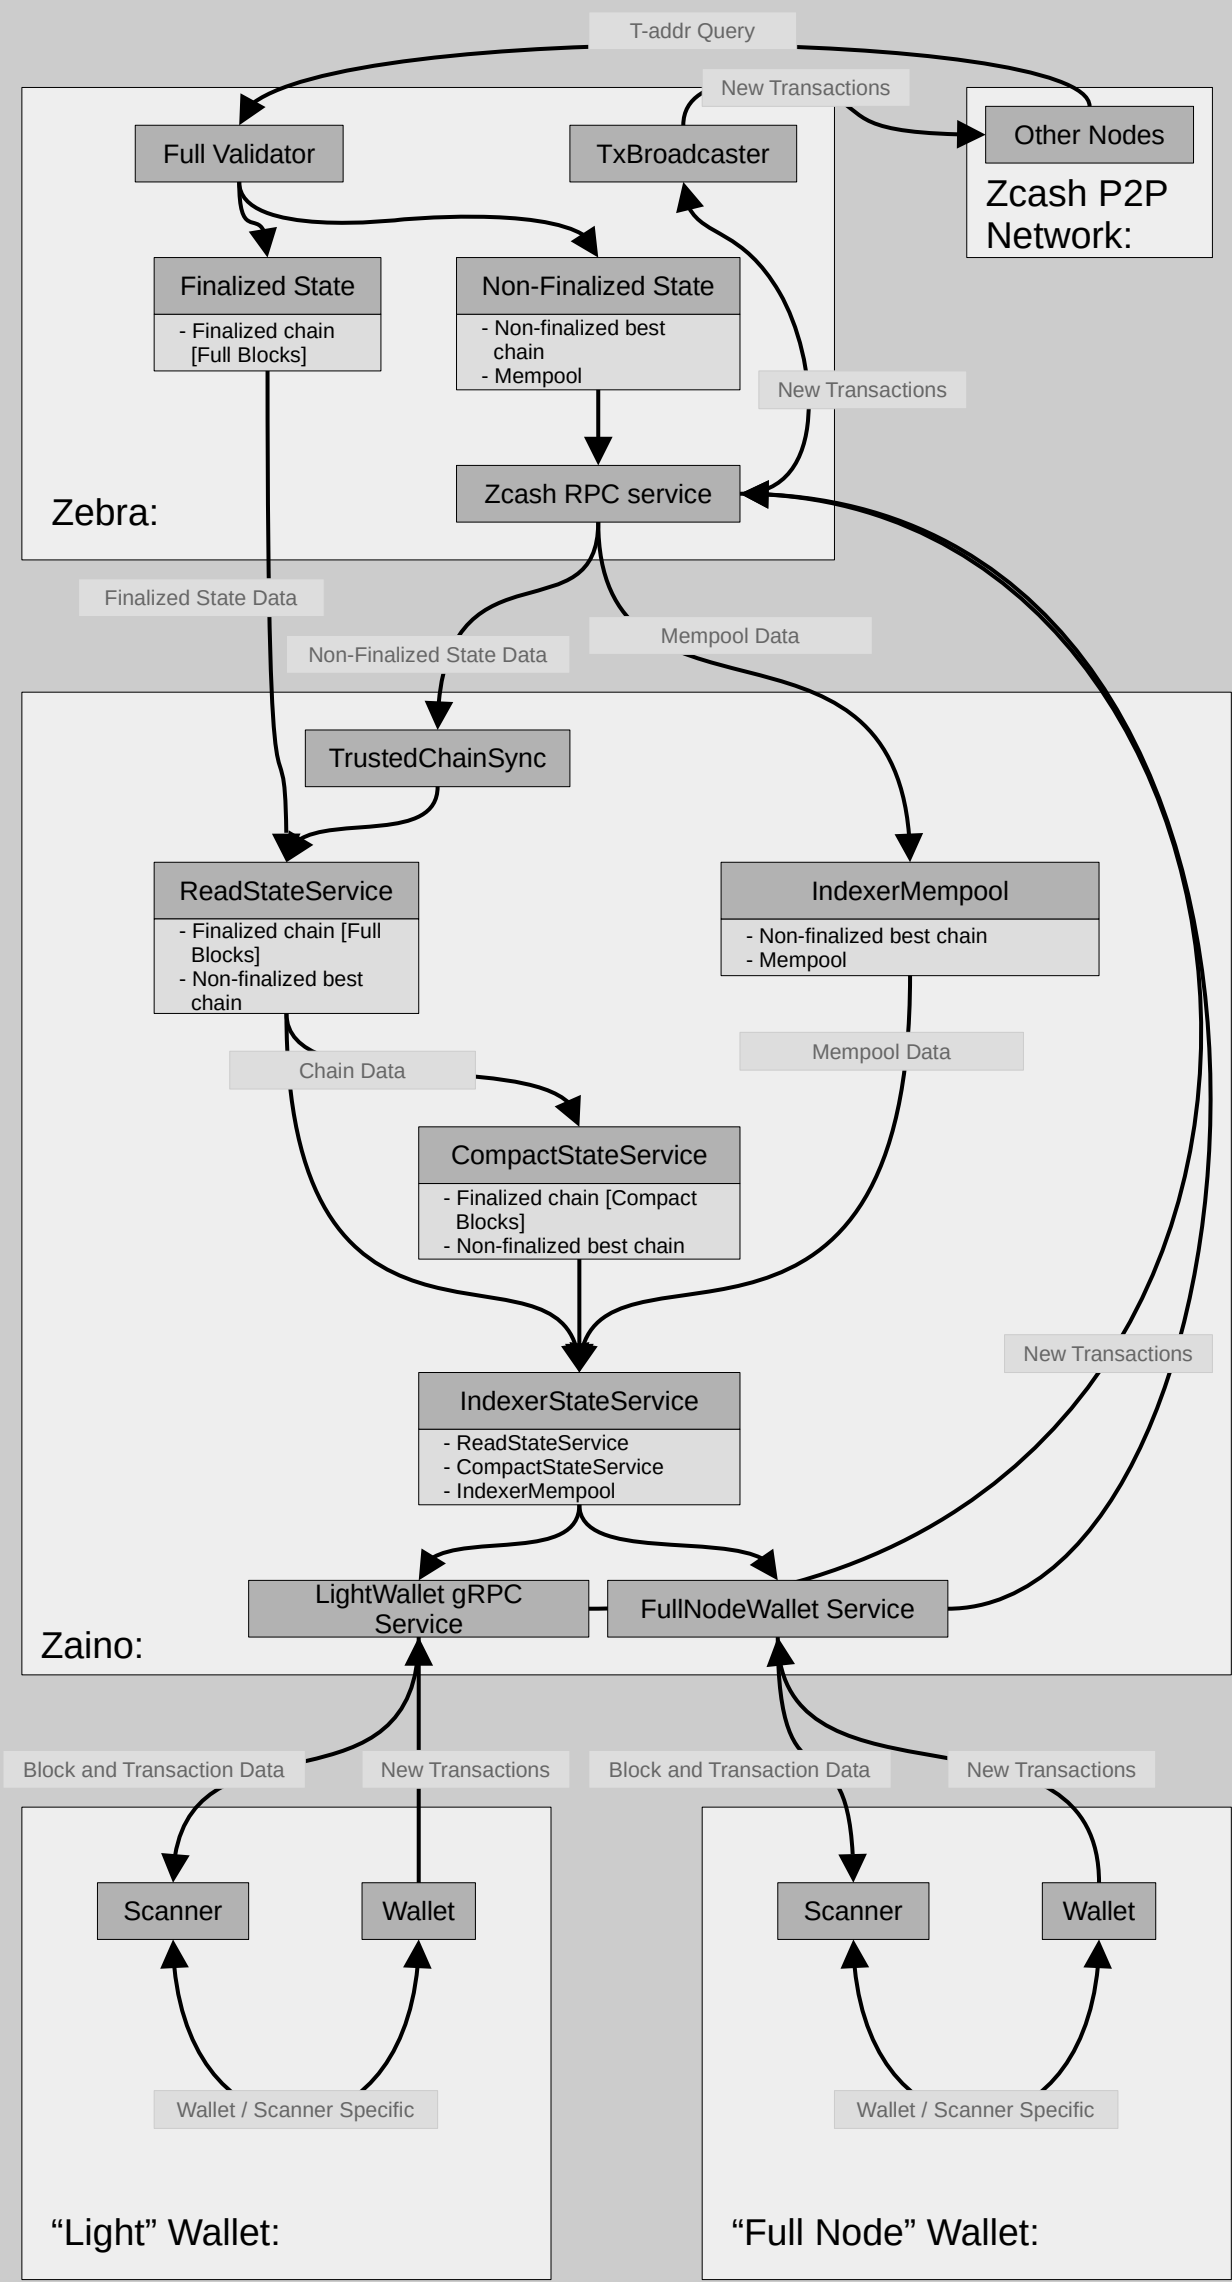 T-addr Query
New Transactions
Full Validator
TxBroadcaster
Other Nodes
Zcash P2P
Network:
Finalized State
- Finalized chain
[Full Blocks]
Non-Finalized State
- Non-finalized best
chain
- Mempool
New Transactions
Zcash RPC service
Zebra:
Finalized State Data
Non-Finalized State Data
Mempool Data
TrustedChainSync
ReadStateService
- Finalized chain [Full
Blocks]
- Non-finalized best
chain
IndexerMempool
- Non-finalized best chain
- Mempool
Chain Data
Mempool Data
CompactStateService
- Finalized chain [Compact
Blocks]
- Non-finalized best chain
New Transactions
IndexerStateService
- ReadStateService
- CompactStateService
- IndexerMempool
LightWallet gRPC
Service
FullNodeWallet Service
Zaino:
Block and Transaction Data
New Transactions
Block and Transaction Data
New Transactions
Scanner
Wallet
Scanner
Wallet
Wallet / Scanner Specific
Wallet / Scanner Specific
“Light” Wallet:
“Full Node” Wallet: